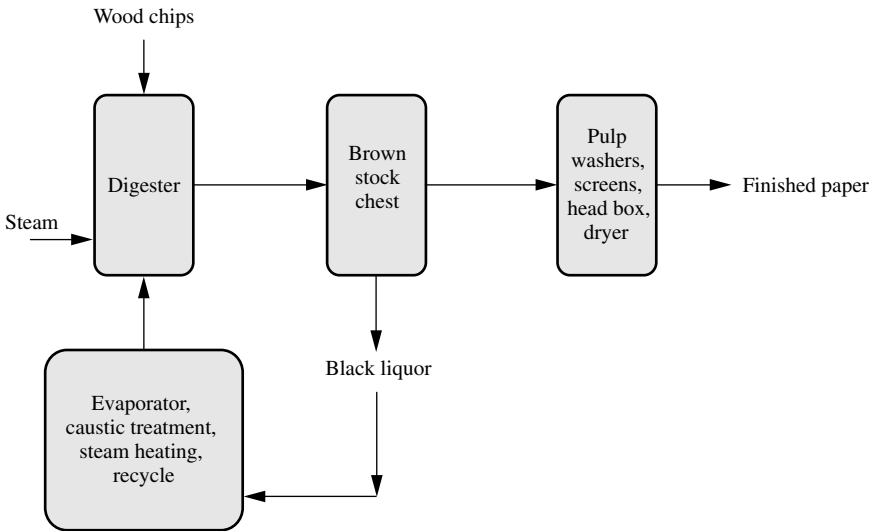 Wood chips
Digester
Steam
Brown
stock
chest
Pulp
washers,
screens,
head box,
dryer
Finished paper
Black liquor
Evaporator,
caustic treatment,
steam heating,
recycle